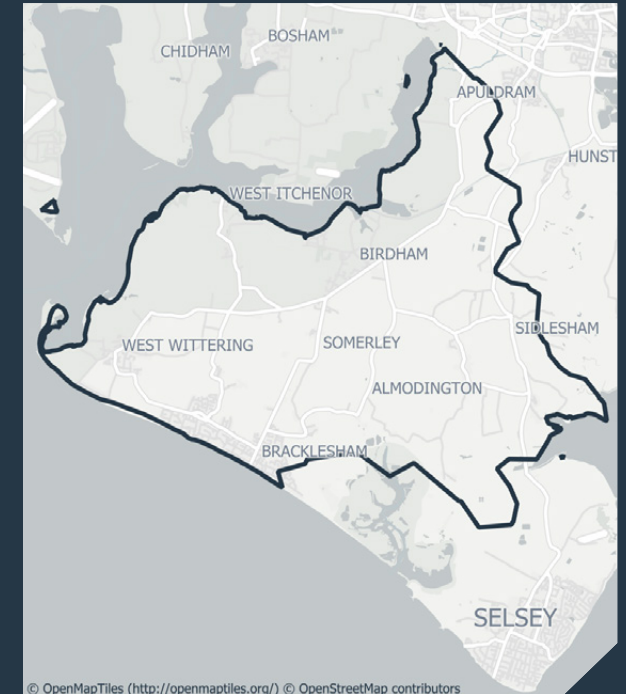 BOSHAM
CHIDHAM
APULDRAM
HUNST
WEST ITCHENOR
BIRDHAM
SIDLESHAM
WEST WITTERING
SOMERLEY
ALMODINGTON
BRACKLESHAM
SELSEY
© OpenMapTiles (http://openmaptiles.org/) © OpenStreetMap contributors